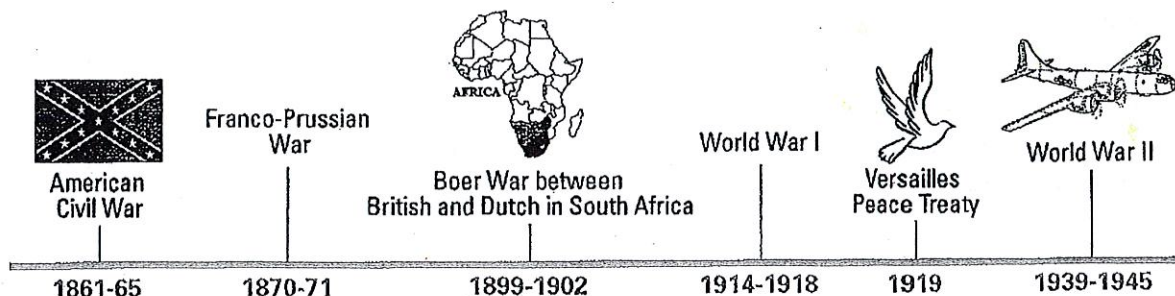 AFRICA
American
Civil War
Franco-Prussian
War
Boer War between
British and Dutch in South Africa
World War I
Versailles
Peace Treaty
World War II
1861-65
1870-71
1899-1902
1914-1918
1919
1939-1945